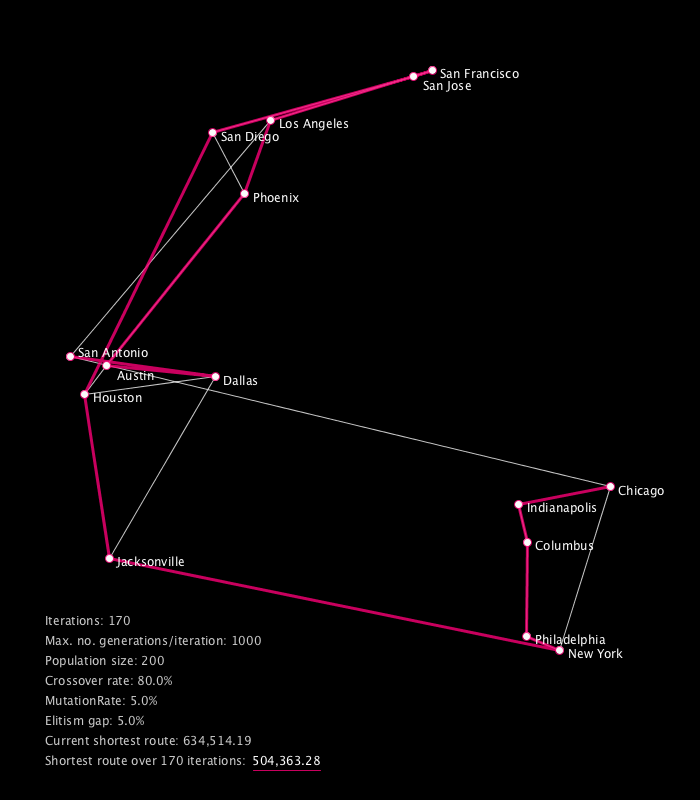 San Francisco
San Jose
Los Angeles
San Diego
Phoenix
San Antonio
Austin
Dallas
Houston
Chicago
Indianapolis
Columbus
Jacksonville
Philadelphia
New York
Iterations: 170
Max. no. generations/iteration: 1000
Population size: 200
Crossover rate: 80.0%
MutationRate: 5.0%
Elitism gap: 5.0%
Current shortest route: 634,514.19
Shortest route over 170 iterations: 504,363.28